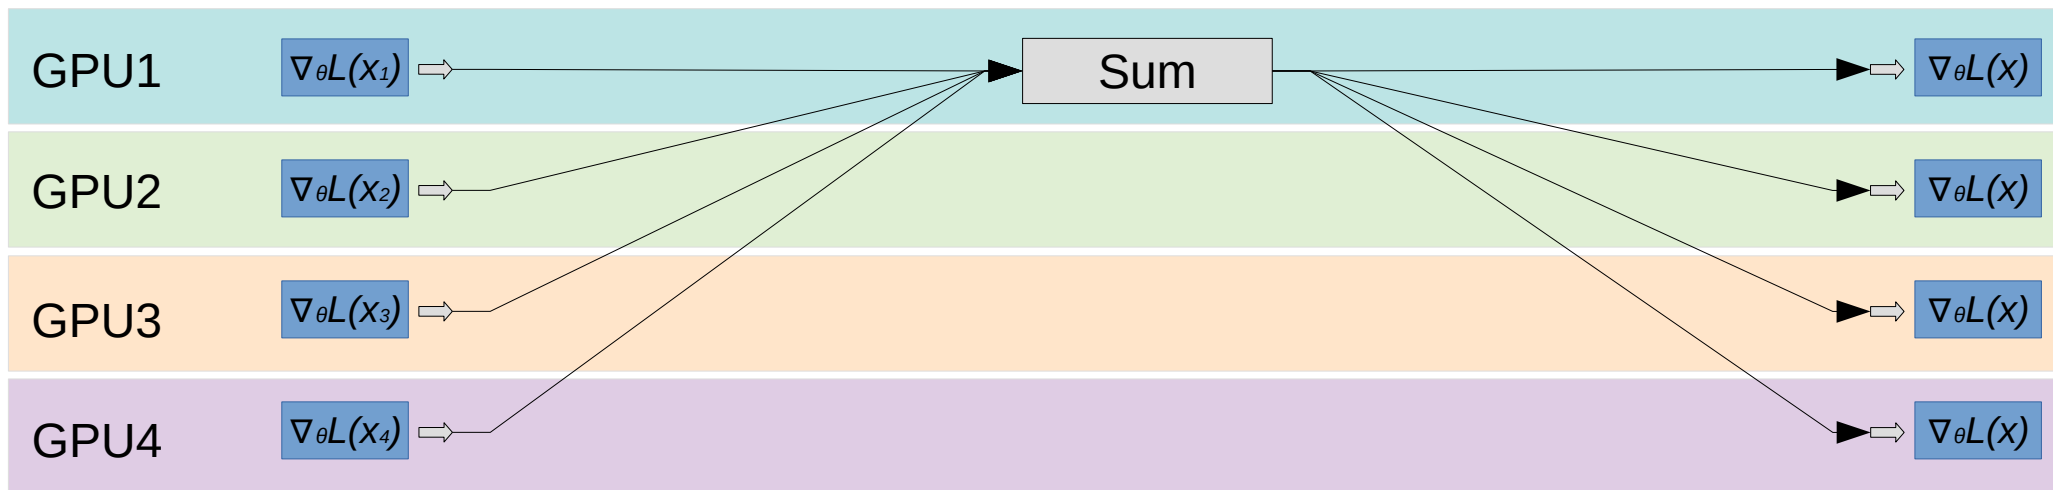 GPU1 ∇θL(x1) Sum ∇θL(x)
GPU2 ∇θL(x2) ∇θL(x)
GPU3 ∇θL(x3) ∇θL(x)
GPU4 ∇θL(x4) ∇θL(x)